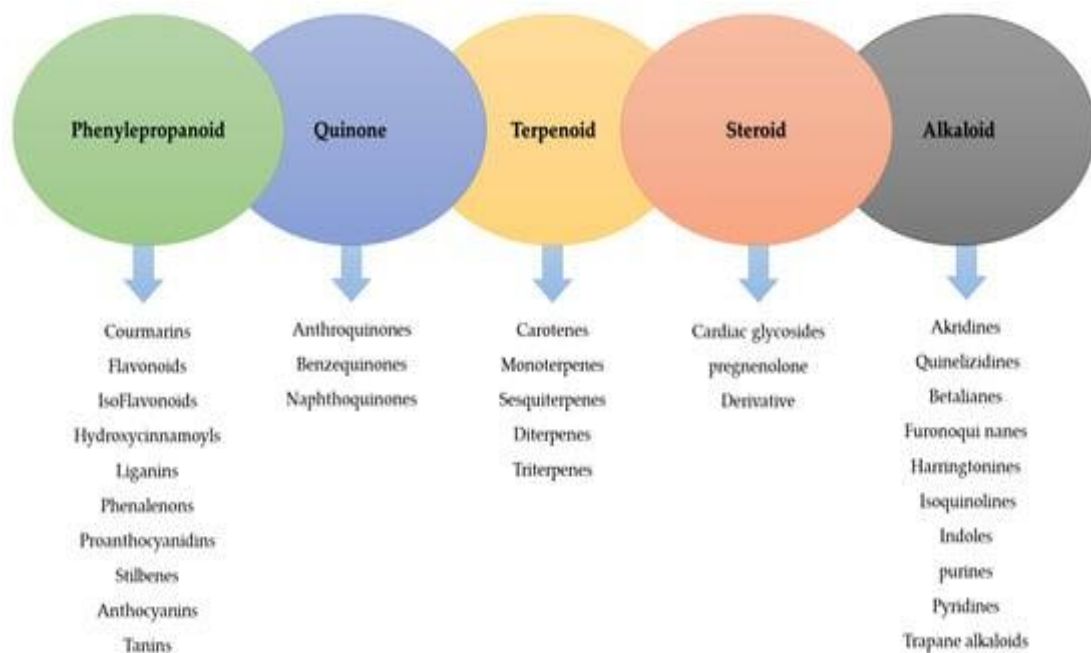 Phenylepropanoid
Quinone
Terpenoid
Steroid
Alkaloid
Courmarins
Flavonoids
IsoFlavonoids
Hydroxycinnamoyls
Liganins
Phenalenons
Proanthocyanidins
Stilbenes
Anthocyanins
Tanins
Anthroquinones
Benzequinones
Naphthoquinones
Carotenes
Monoterpenes
Sesquiterpenes
Diterpenes
Triterpenes
Cardiac glycosides
pregnenolone
Derivative
Akridines
Quinelizidines
Betalianes
Furonoqui nanes
Harringtonines
Isoquinolines
Indoles
purines
Pyridines
Trapane alkaloids